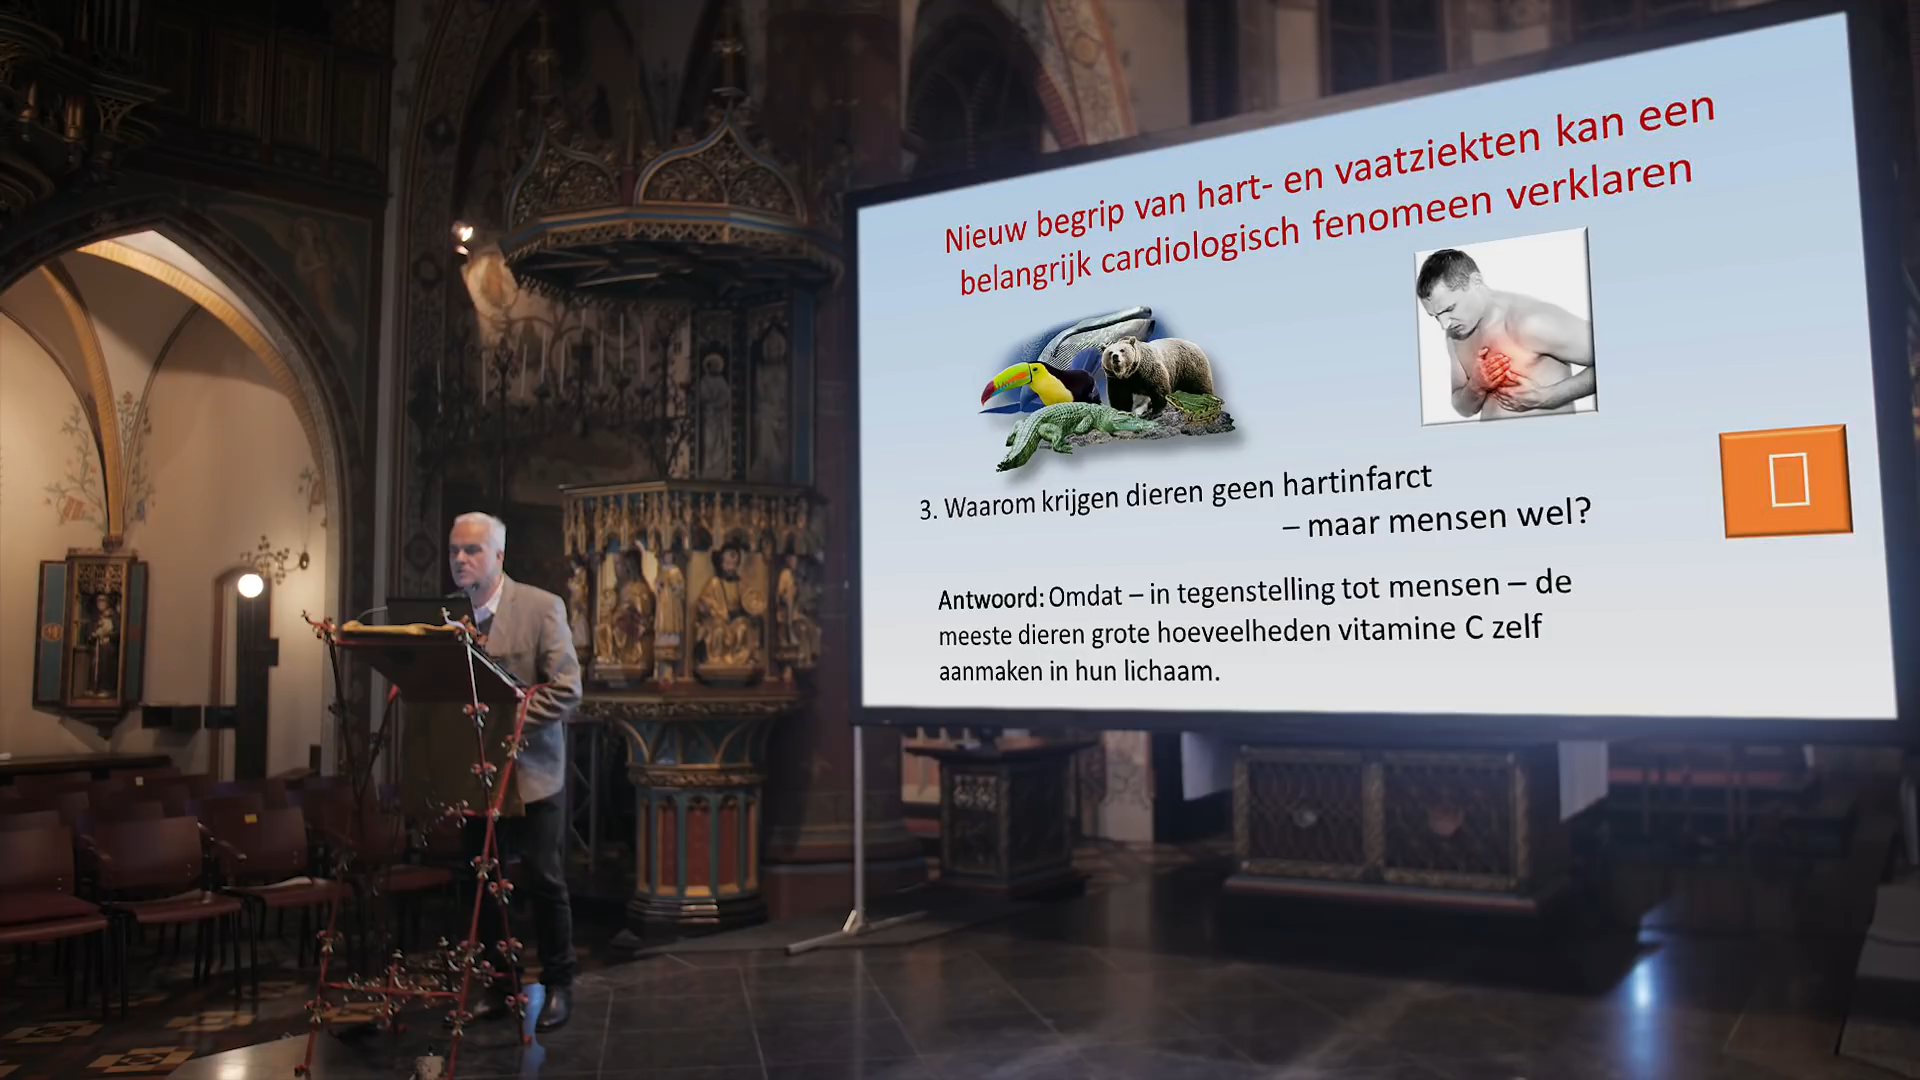 Nieuw begrip van hart- en vaatziekten kan een
belangrijk cardiologisch fenomeen verklaren
3. Waarom krijgen dieren geen hartinfarct
– maar mensen wel?
Antwoord: Omdat – in tegenstelling tot mensen – de
meeste dieren grote hoeveelheden vitamine C zelf
aanmaken in hun lichaam.